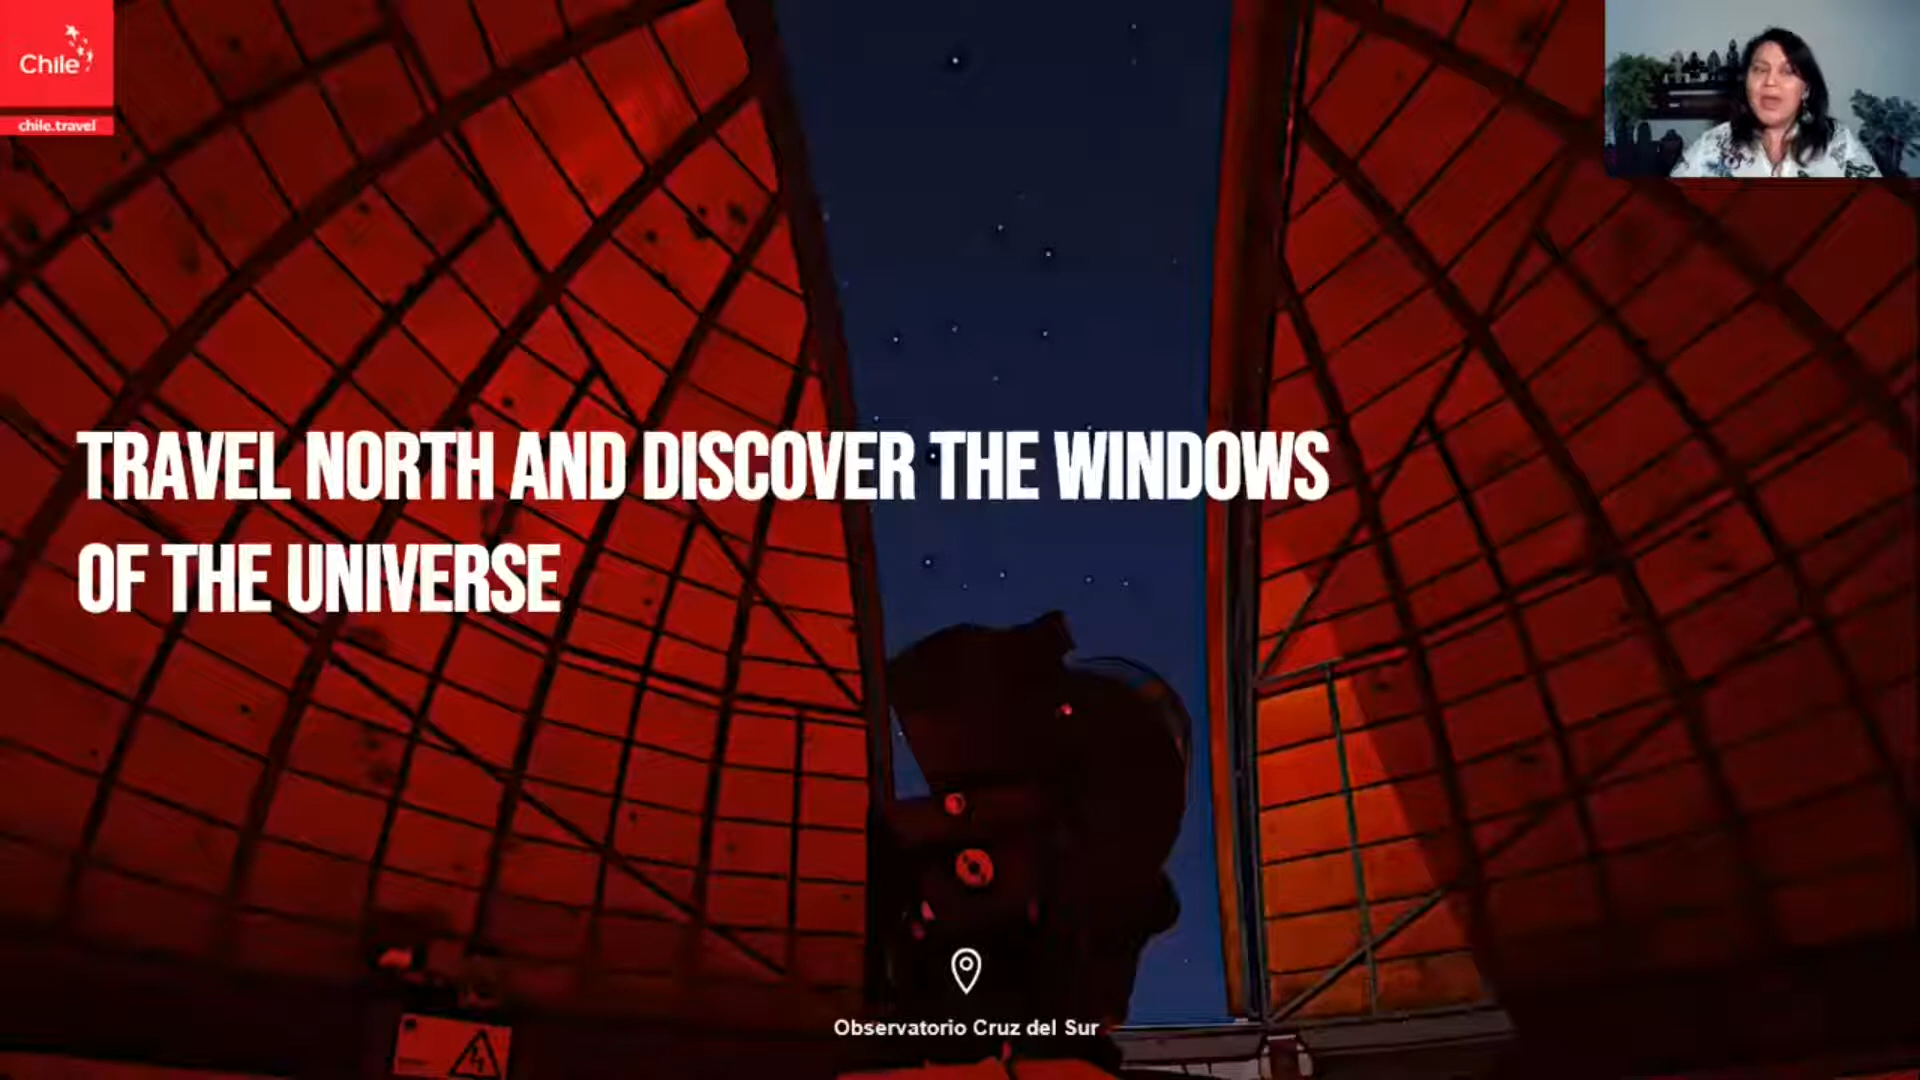 Chile
chile.travel
TRAVEL NORTH AND DISCOVER THE WINDOWS
OF THE UNIVERSE
Observatorio Cruz del Sur